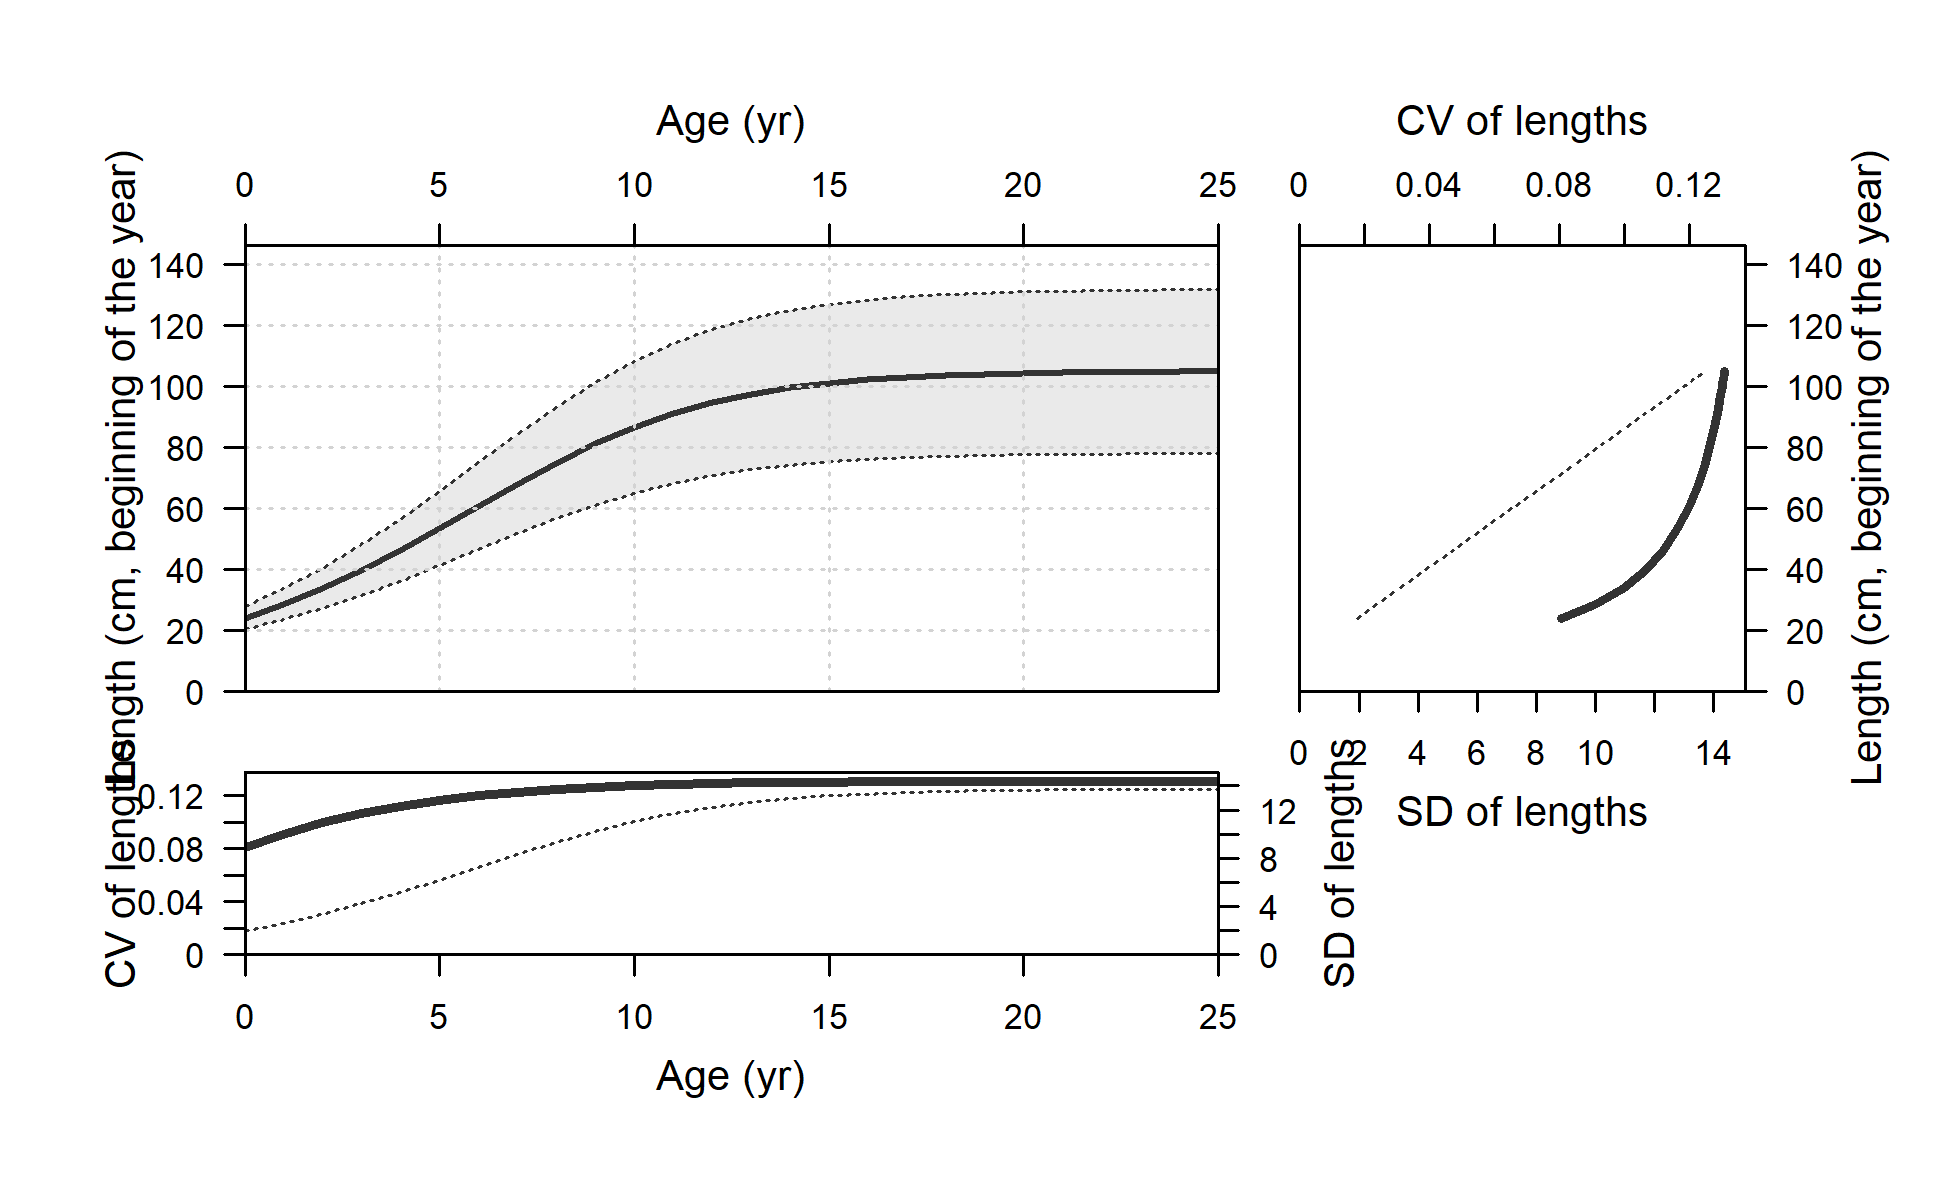 Age (yr)
CV of lengths
0 5 10 15 20 25
0 0.04 0.08 0.12
Length (cm, beginning of the year)
140
120
100
80
60
40
20
0
140
120
100
80
60
40
20
0
Length (cm, beginning of the year)
0 2 4 6 8 10 14
SD of lengths
CV of lengths
0.12
0.08
0.04
0
12
8
4
0
SD of lengths
0 5 10 15 20 25
Age (yr)